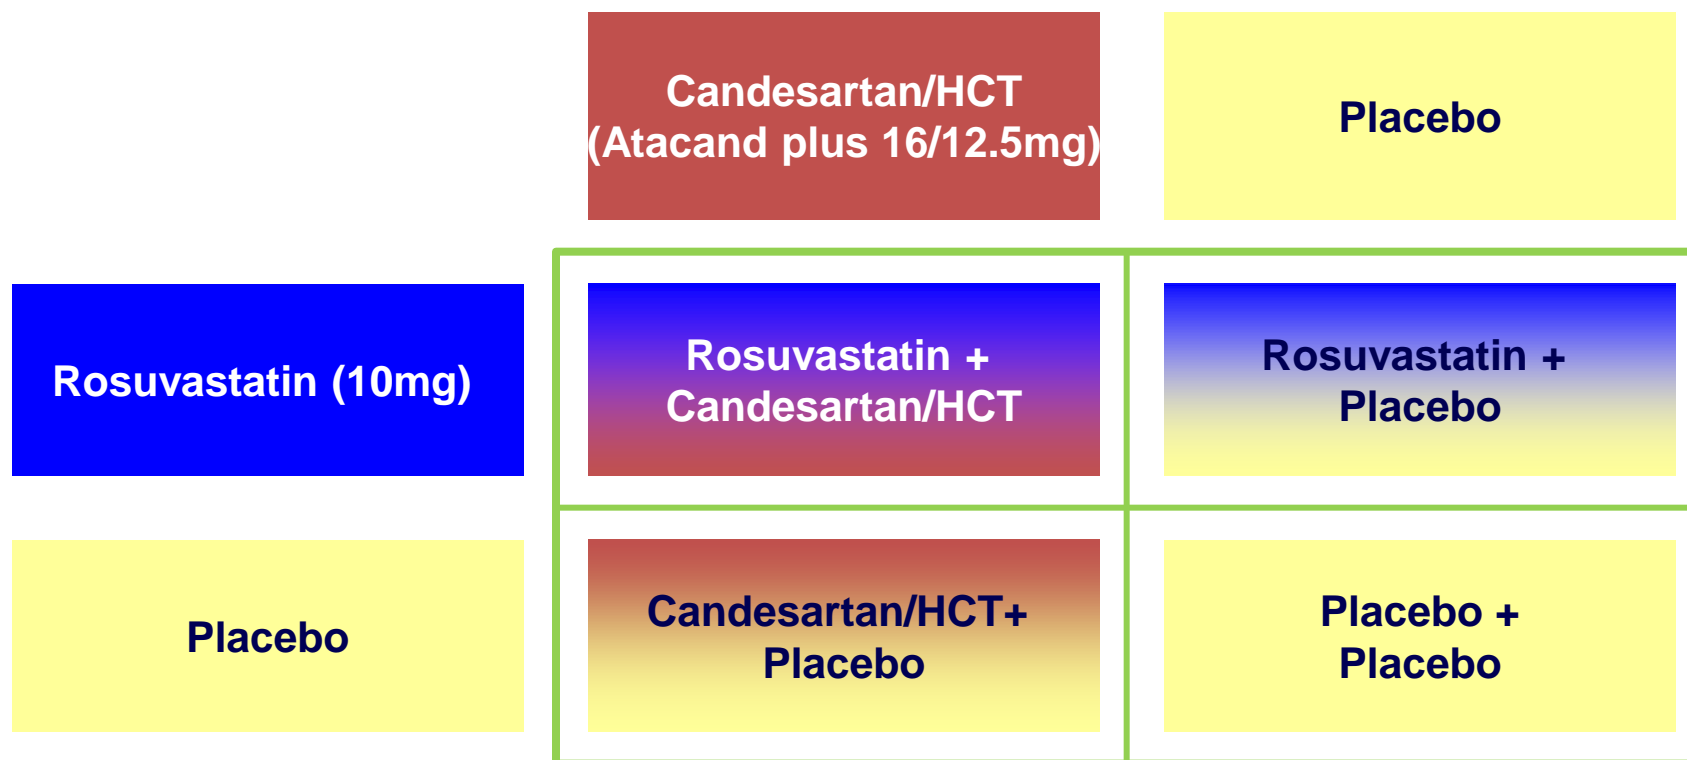 Candesartan/HCT
(Atacand plus 16/12.5mg)
Placebo
Rosuvastatin (10mg)
Rosuvastatin +
Candesartan/HCT
Rosuvastatin +
Placebo
Placebo
Candesartan/HCT+
Placebo
Placebo +
Placebo